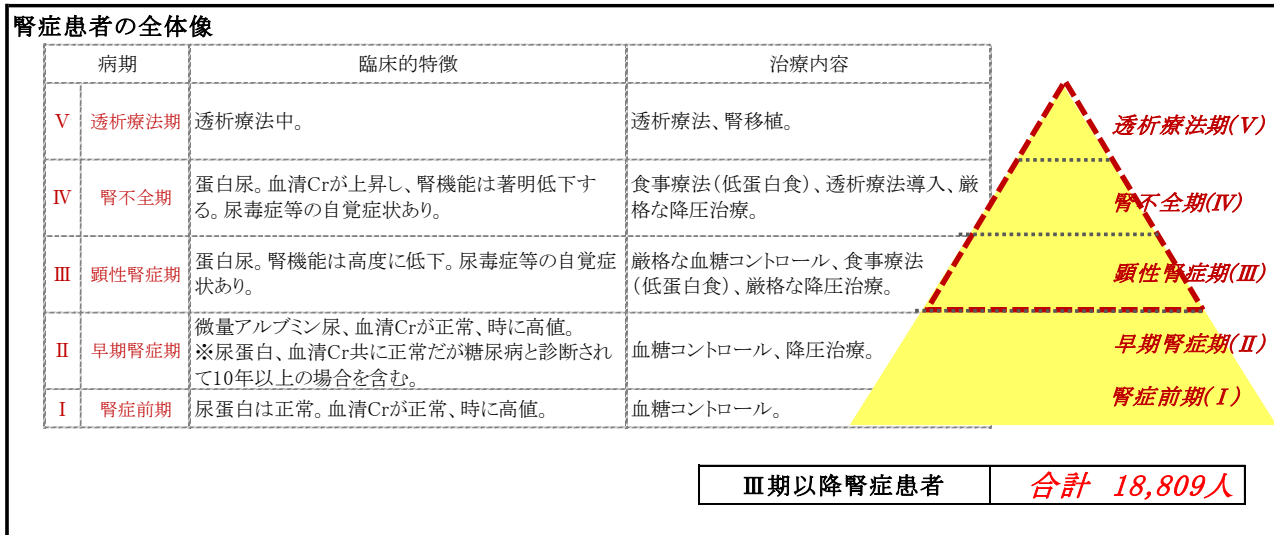 腎症患者の全体像
病期 臨床的特徴 治療内容
Ⅴ 透析療法期 透析療法中。 透析療法、腎移植。
Ⅳ 腎不全期 蛋白尿。血清Crが上昇し、腎機能は著明低下す
る。尿毒症等の自覚症状あり。 食事療法(低蛋白食)、透析療法導入、厳
格な降圧治療。
Ⅲ 顕性腎症期 蛋白尿。腎機能は高度に低下。尿毒症等の自覚症
状あり。 厳格な血糖コントロール、食事療法
(低蛋白食)、厳格な降圧治療。
Ⅱ 早期腎症期 微量アルブミン尿、血清Crが正常、時に高値。
※尿蛋白、血清Cr共に正常だが糖尿病と診断され
て10年以上の場合を含む。 血糖コントロール、降圧治療。
Ⅰ 腎症前期 尿蛋白は正常。血清Crが正常、時に高値。 血糖コントロール。
透析療法期(Ⅴ)
腎不全期(Ⅳ)
顕性腎症期(Ⅲ)
早期腎症期(Ⅱ)
腎症前期(Ⅰ)
Ⅲ期以降腎症患者 合計 18,809人